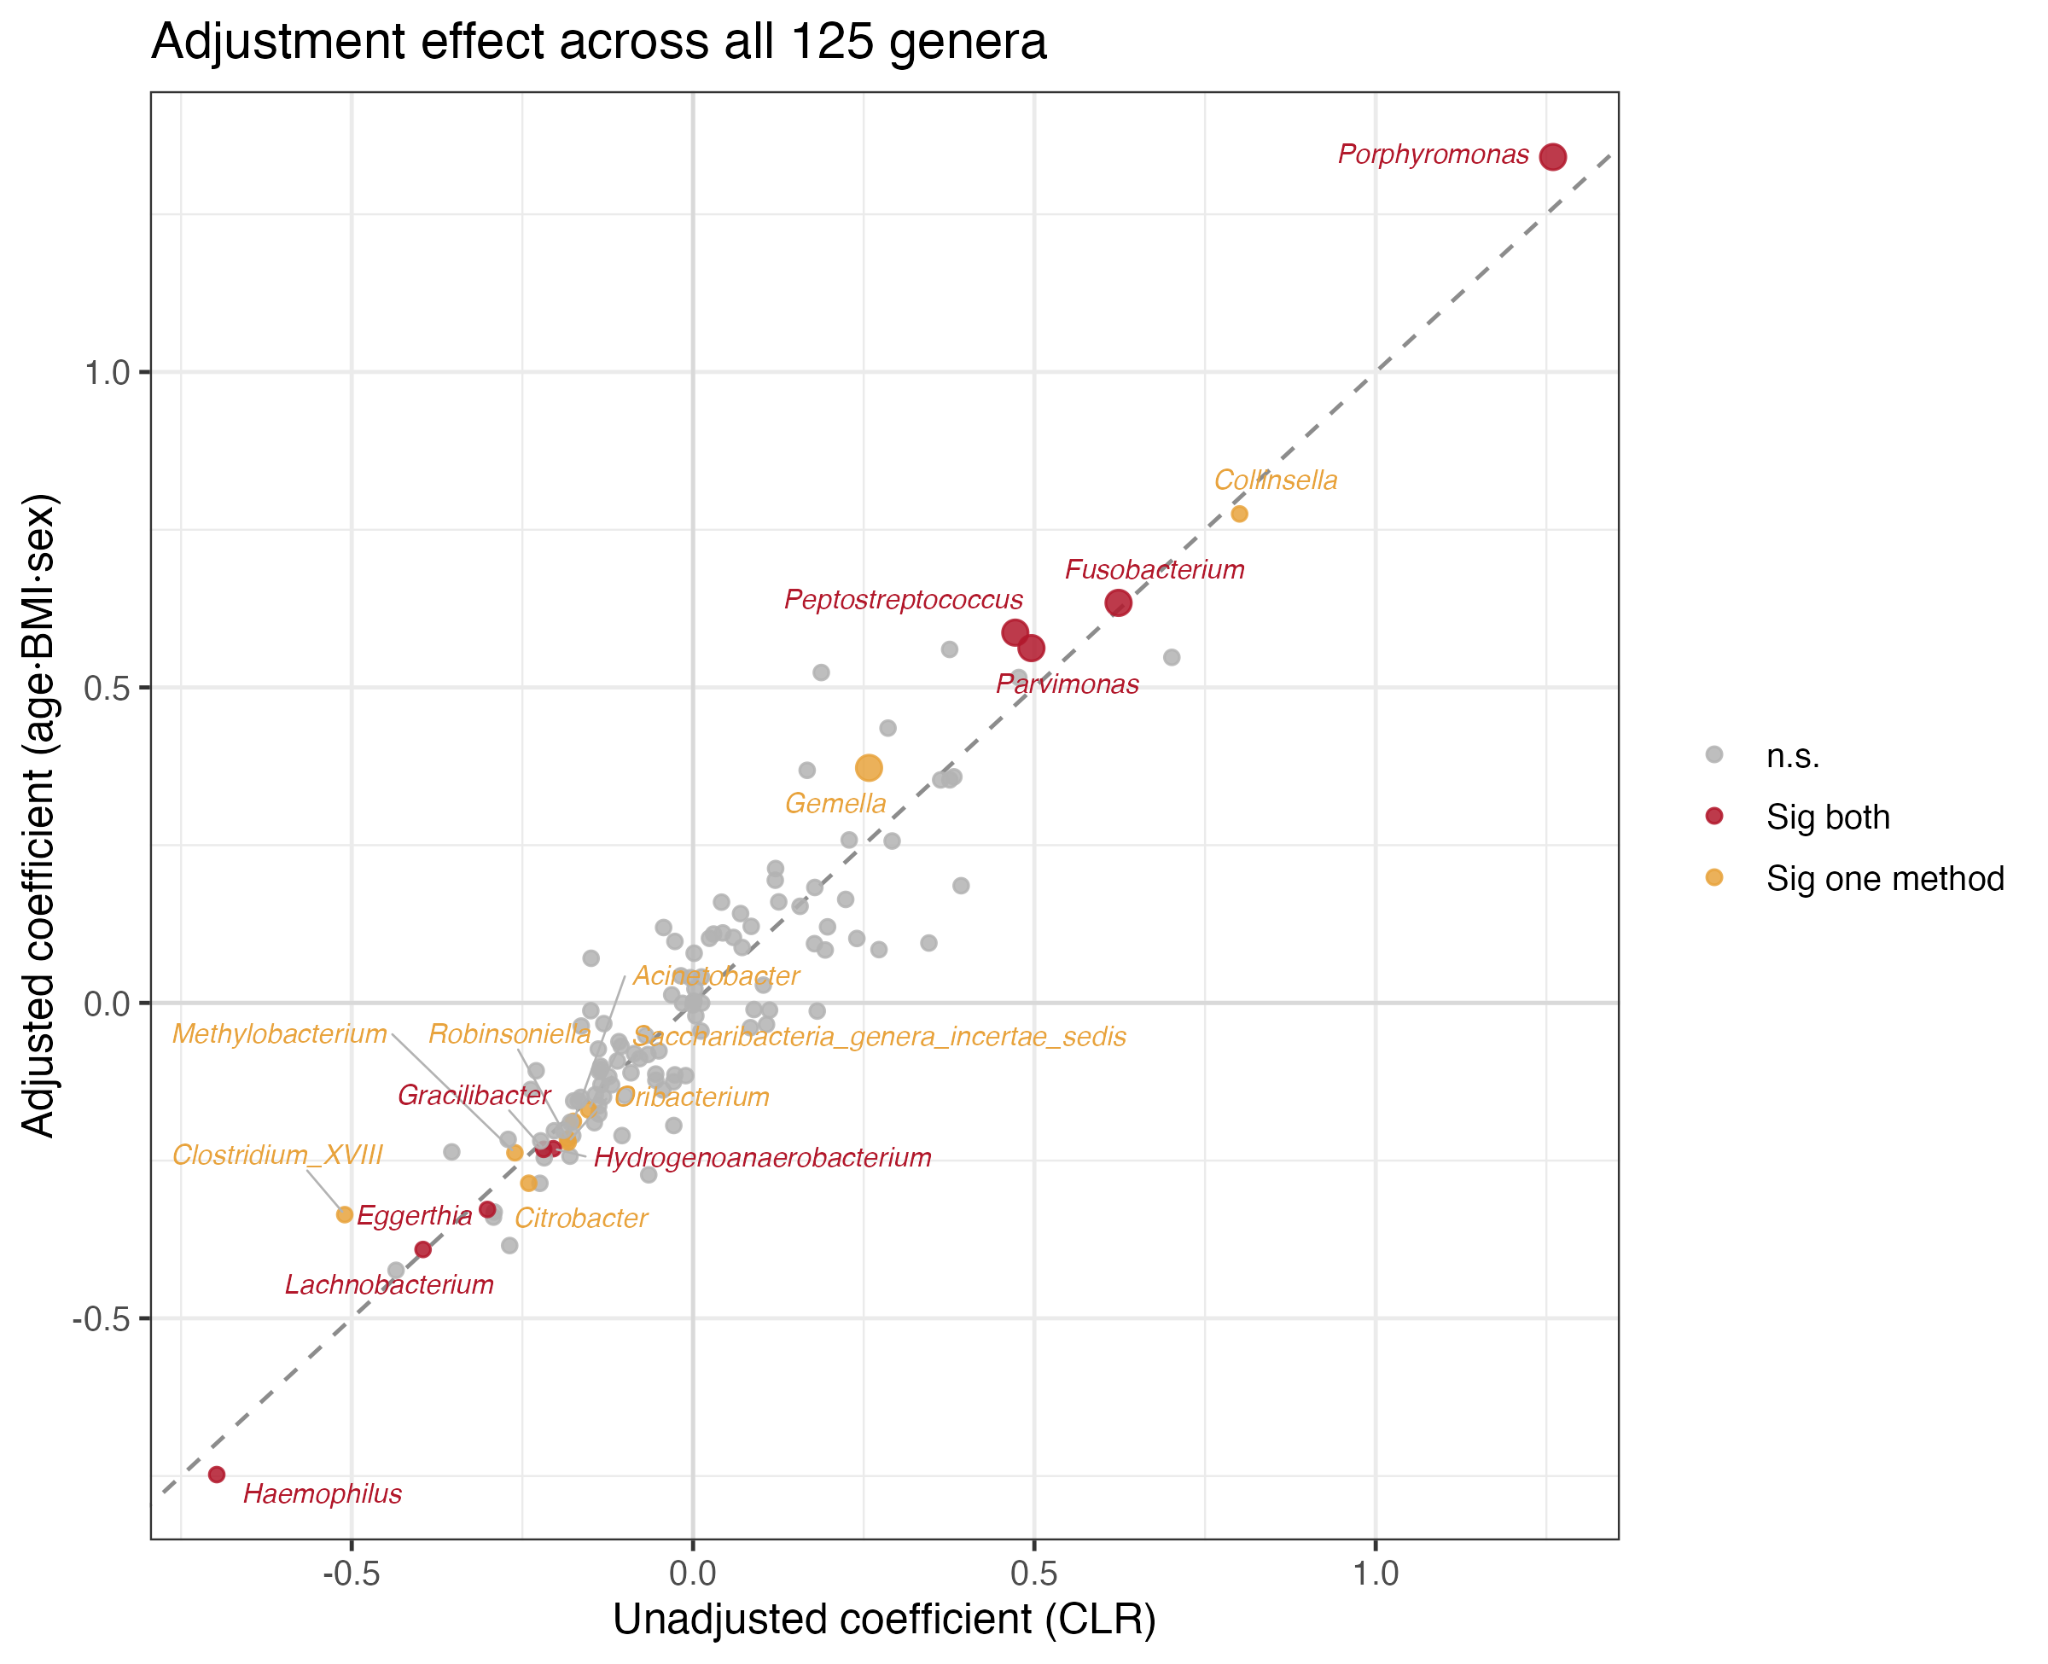 Adjustment effect across all 125 genera
Porphyromonas
Collinsella
Fusobacterium
Peptostreptococcus
Parvimonas
Gemella
Acinetobacter
Methylobacterium
Robinsoniella
Saccharibacteria_genera_incertae_sedis
Gracilibacter
Oribacterium
Clostridium_XVIII
Hydrogenoanaerobacterium
Eggerthia
Citrobacter
Lachnobacterium
Haemophilus
1.0
0.5
0.0
-0.5
Adjusted coefficient (age·BMI·sex)
-0.5
0.0
0.5
1.0
Unadjusted coefficient (CLR)
n.s.
Sig both
Sig one method